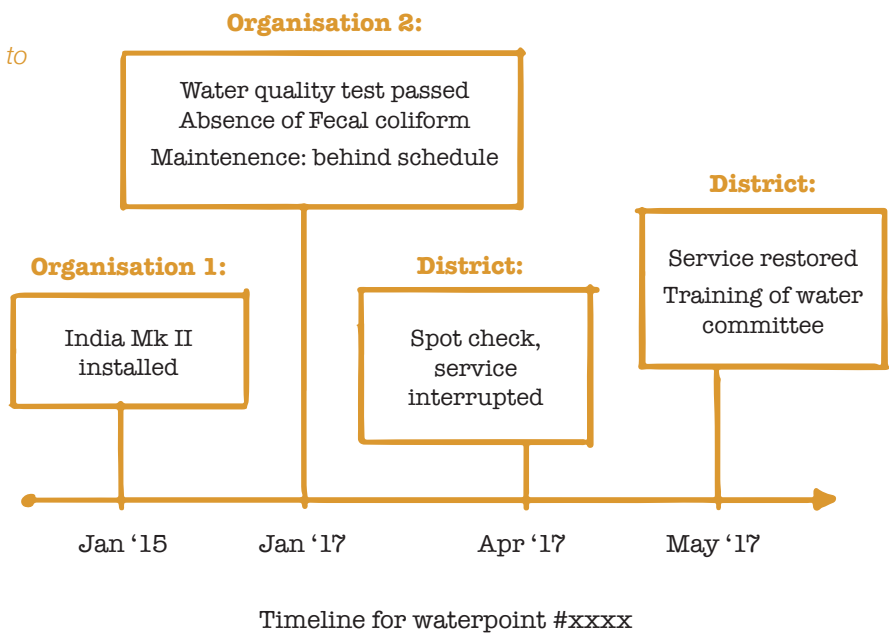 to
Organisation 2:
Water quality test passed
Absence of Fecal coliform
Maintenence: behind schedule
Organisation 1:
India Mk II
installed
District:
Spot check,
service
interrupted
District:
Service restored
Training of water
committee
Jan ‘15
Jan ‘17
Apr ‘17
May ‘17
Timeline for waterpoint #xxxx